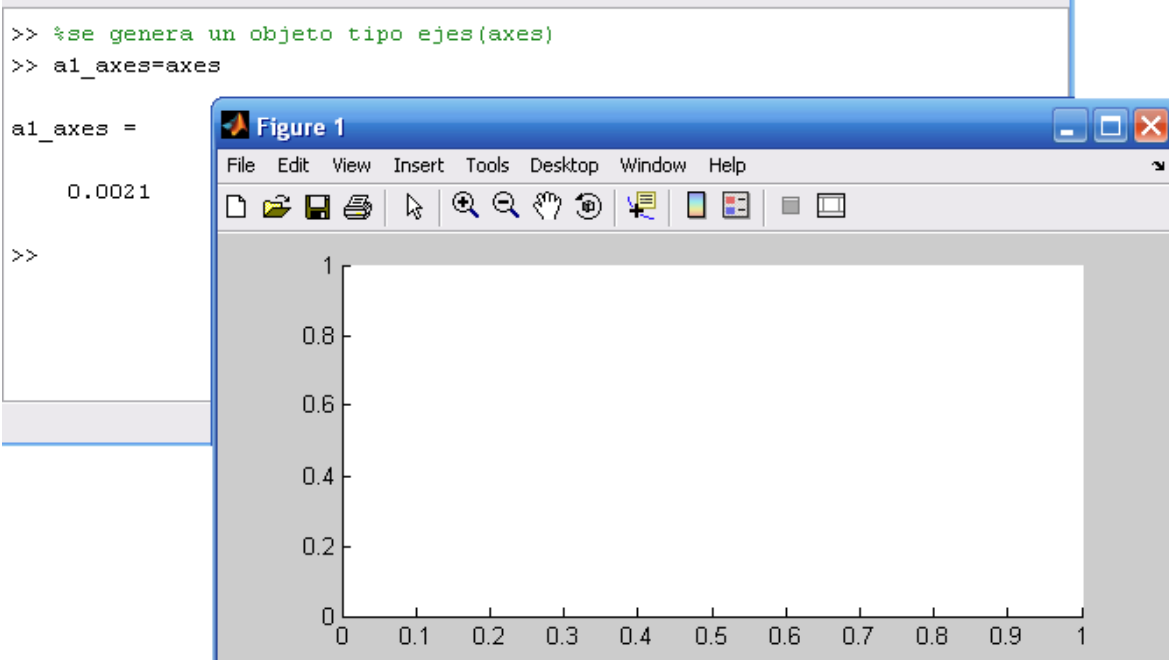 >> %se genera un objeto tipo ejes(axes)
>> a1_axes=axes
a1_axes =
0.0021
>>
Figure 1
File Edit View Insert Tools Desktop Window Help
1
0.8
0.6
0.4
0.2
0
0 0.1 0.2 0.3 0.4 0.5 0.6 0.7 0.8 0.9 1